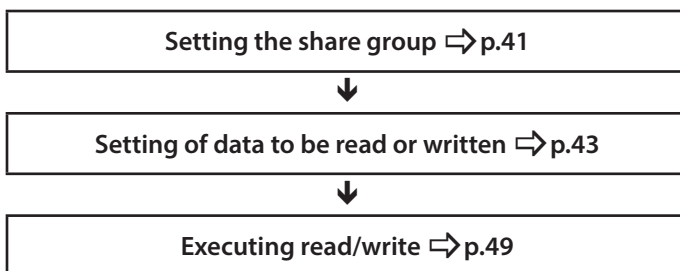 Setting the share group ⇨p.41
🡻
Setting of data to be read or written ⇨p.43
🡻
Executing read/write ⇨p.49